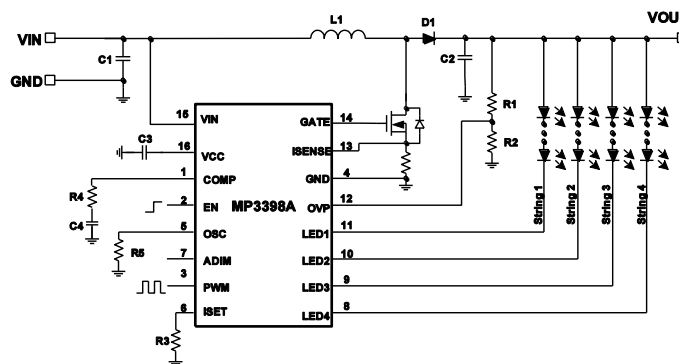 L1
D1
VOUT
VIN
C1
C2
GND
R1
R2
15
VIN
GATE
14
C3
16
VCC
ISENSE
13
1
COMP
GND
4
R4
2
EN
MP3398A
OVP
12
C4
5
OSC
LED1
11
R5
7
ADIM
LED2
10
3
PWM
LED3
9
6
ISET
LED4
8
R3
String 1
String 2
String 3
String 4